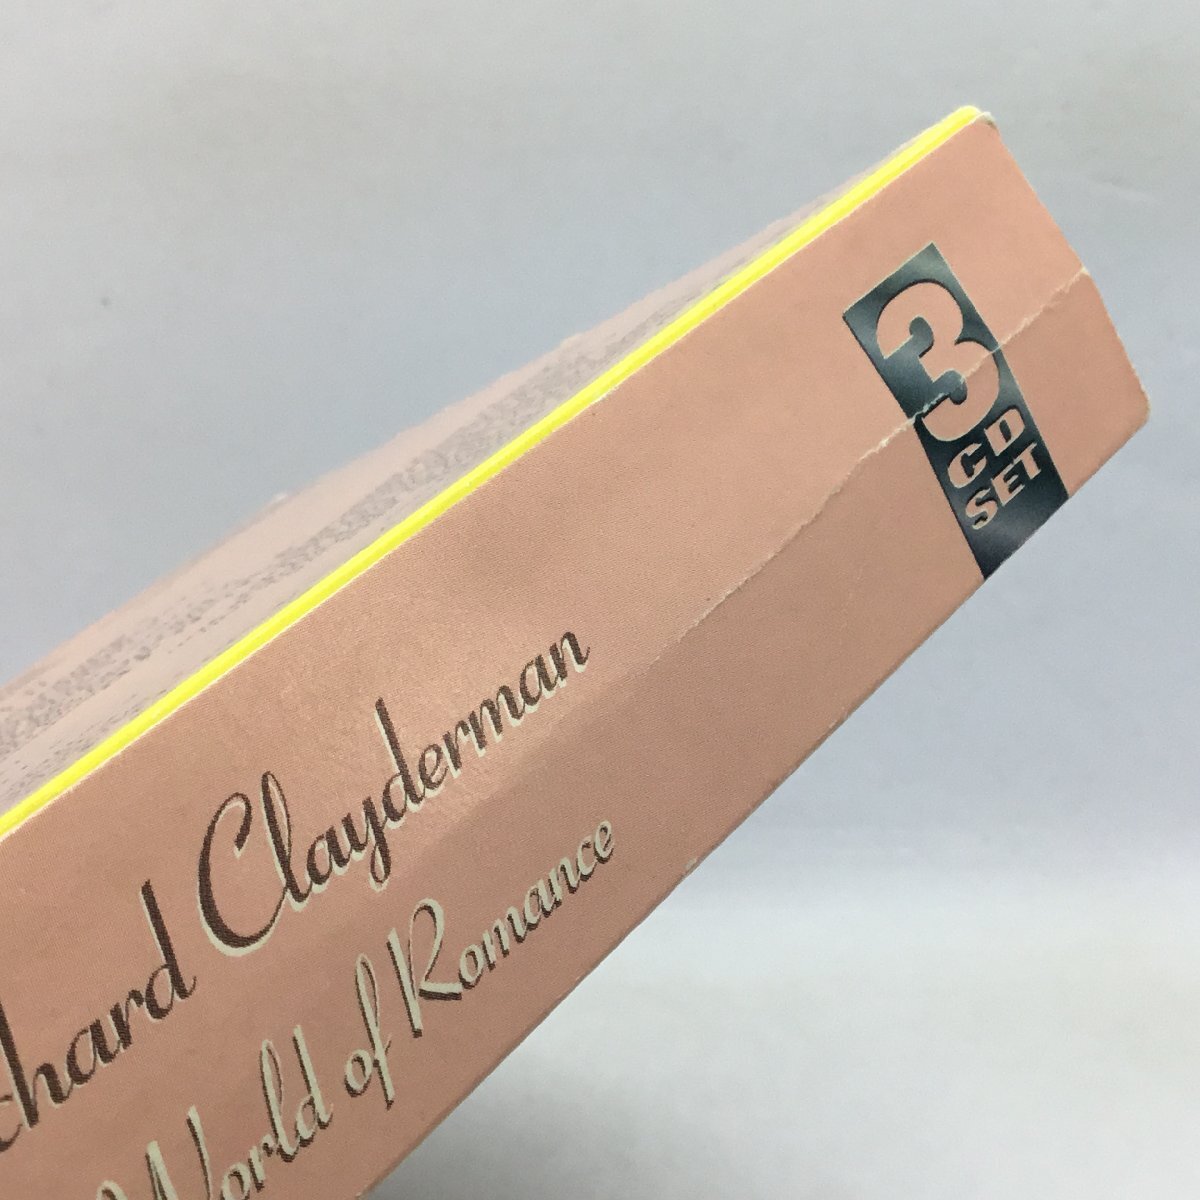 chard Clayderman
World of Romance
3
CD
SET